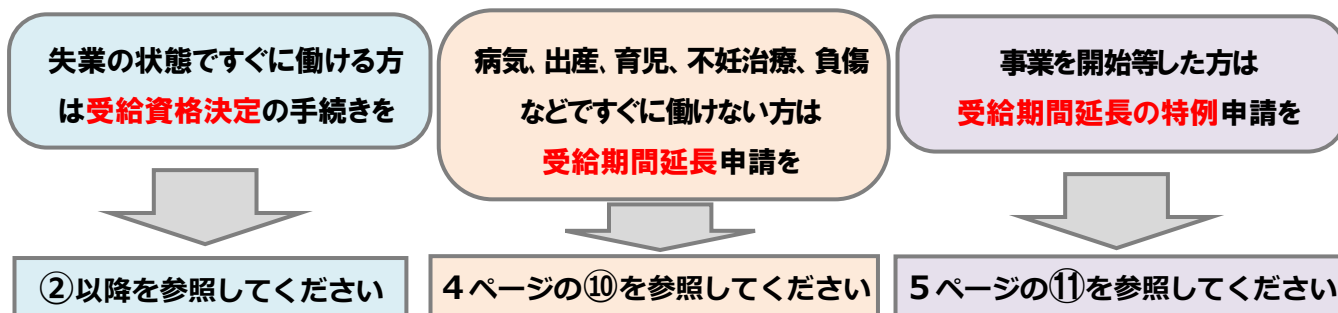 失業の状態ですぐに働ける方
は受給資格決定の手続きを
病気、出産、育児、不妊治療、負傷
などですぐに働けない方は
受給期間延長申請を
事業を開始等した方は
受給期間延長の特例申請を
②以降を参照してください
4ページの⑩を参照してください
5ページの⑪を参照してください